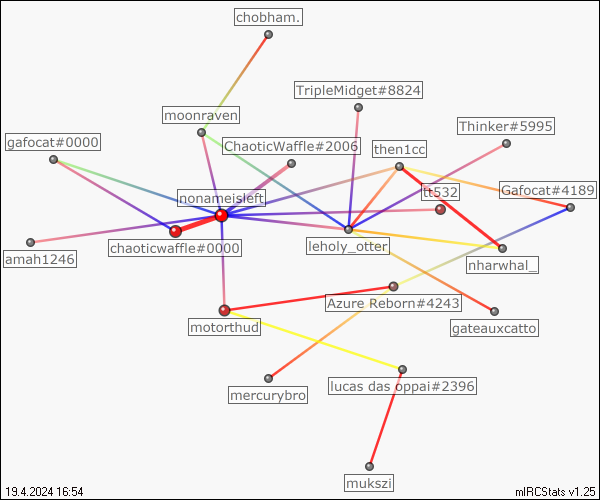 chobham.
TripleMidget#8824
moonraven
Thinker#5995
gafocat#0000
ChaoticWaffle#2006
then1cc
nonameisleft
tt532
Gafocat#4189
chaoticwaffle#0000
leholy_otter
amah1246
nharwhal_
Azure Reborn#4243
motorthud
gateauxcatto
mercurybro
lucas das oppai#2396
mukszi
19.4.2024 16:54
mIRCStats v1.25